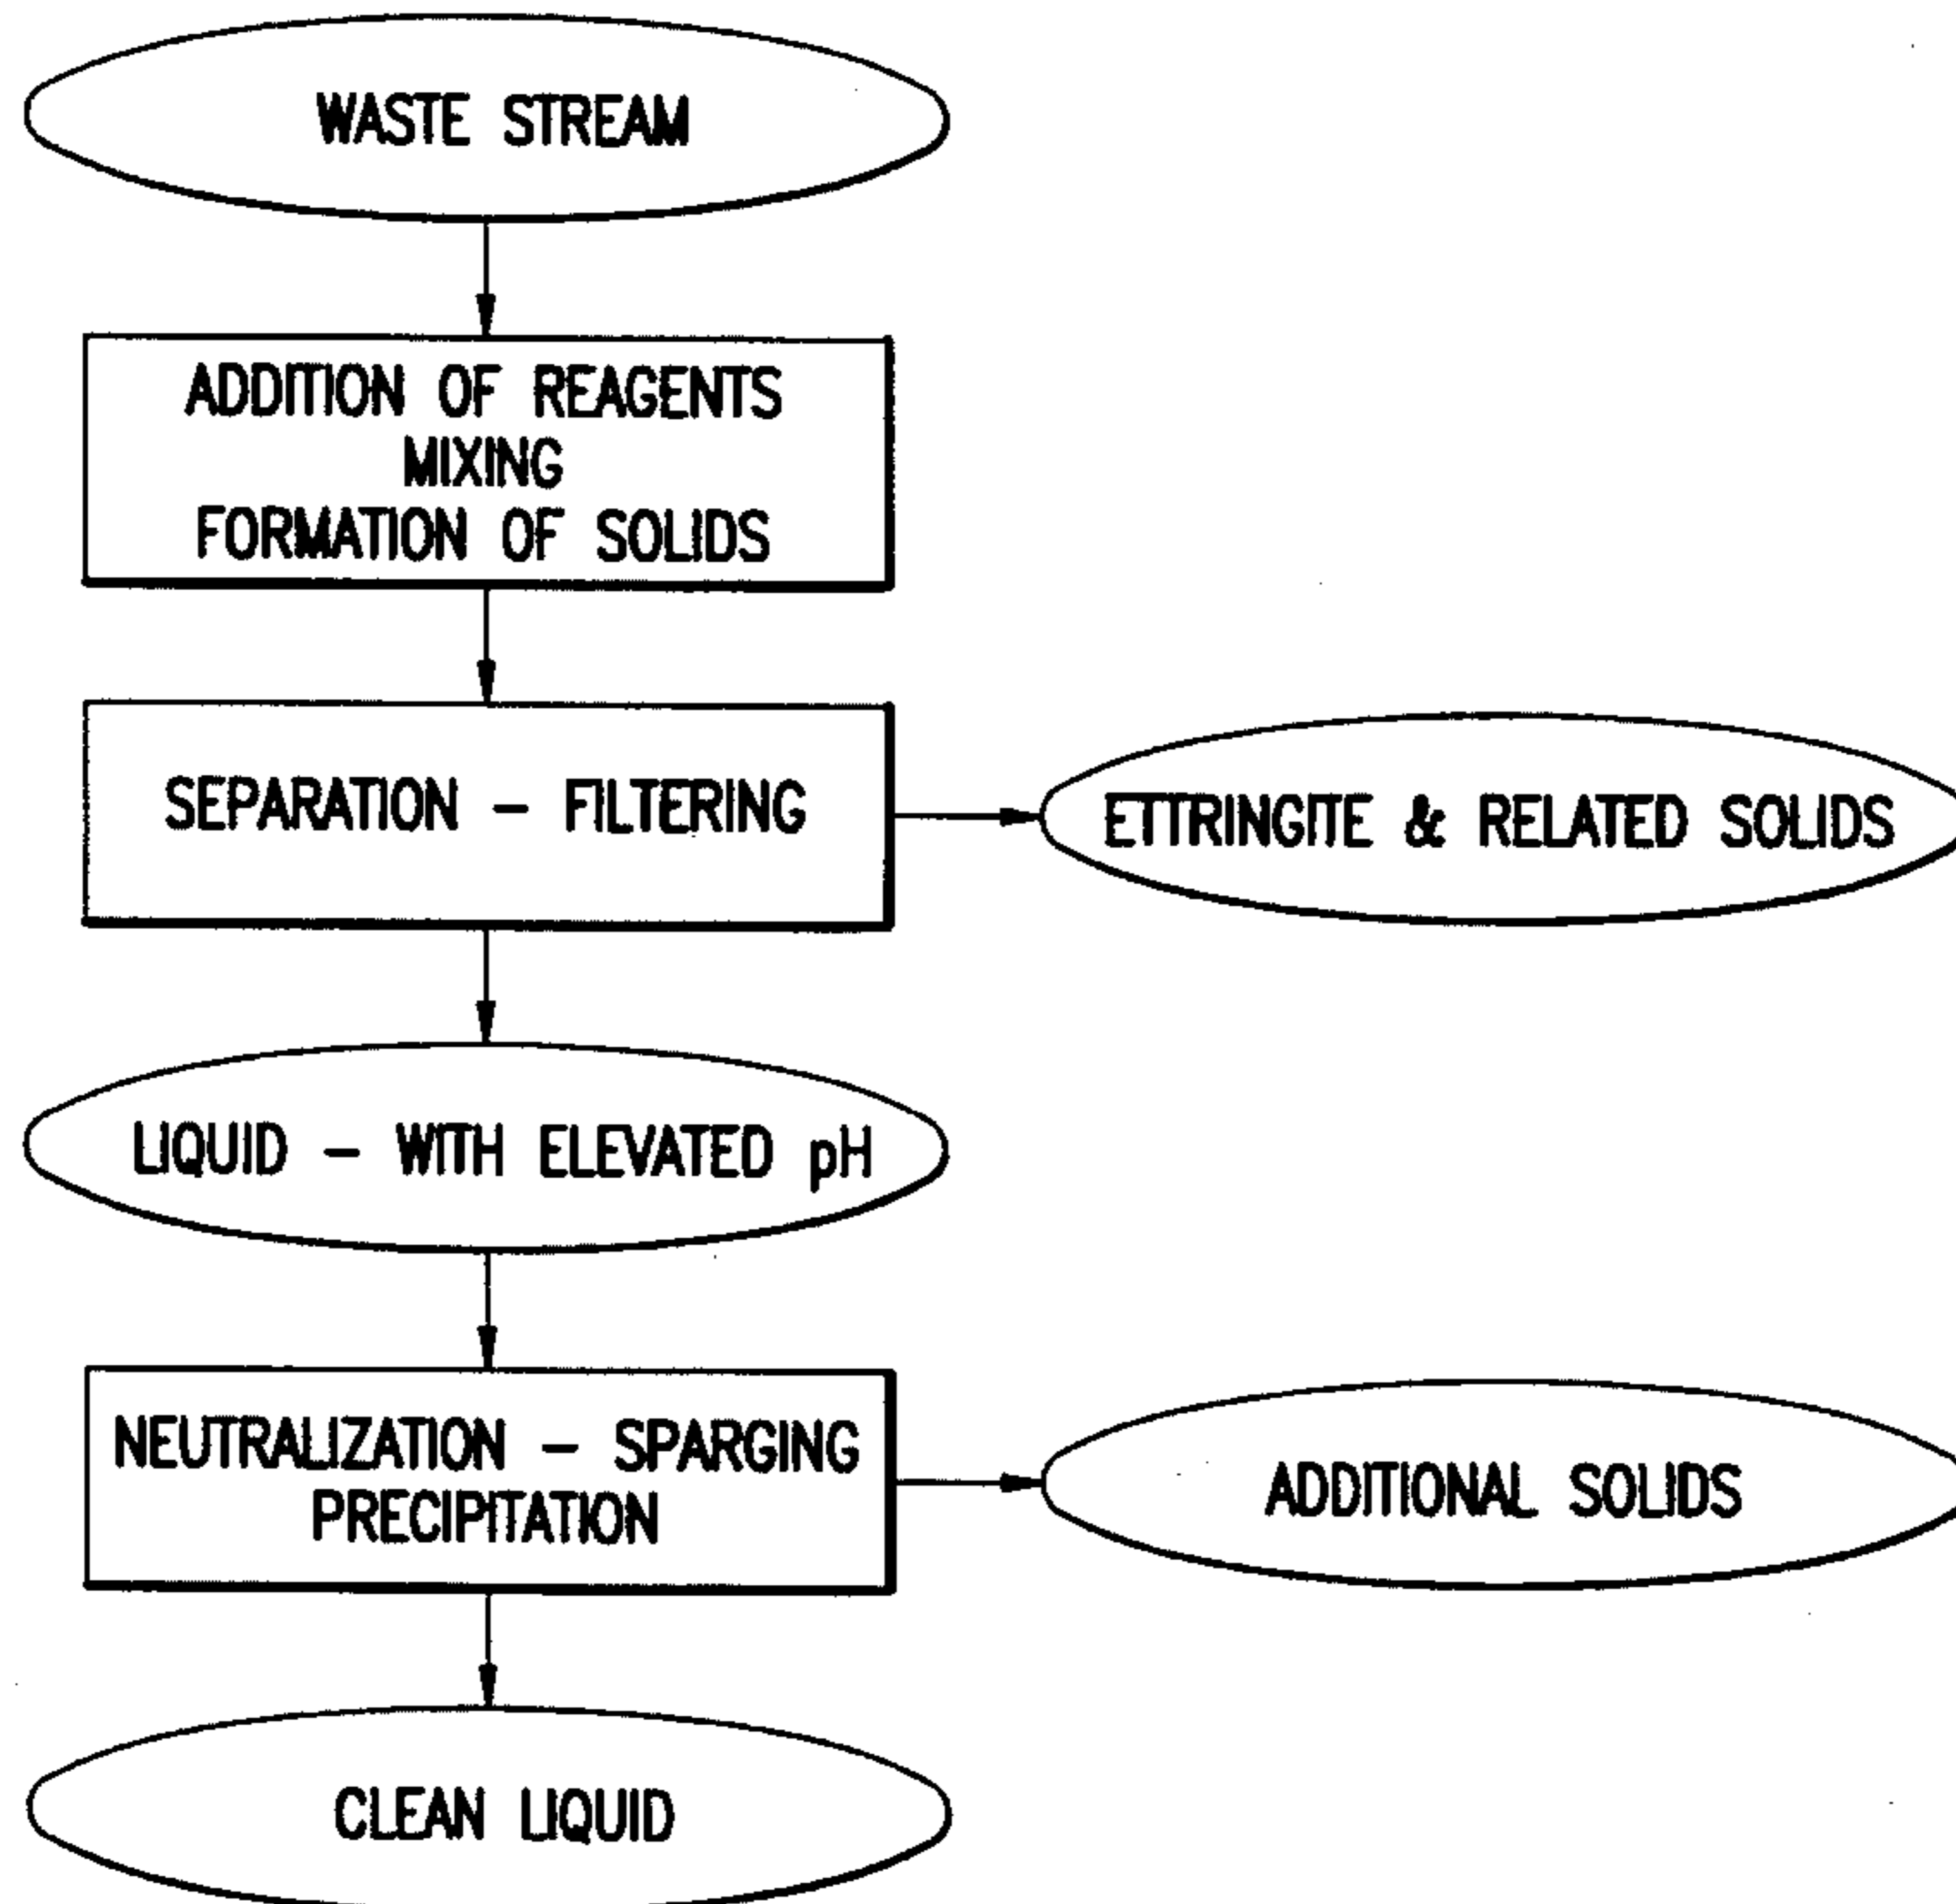 WASTE STREAM
ADDITION OF REAGENTS
MIXING
FORMATION OF SOLIDS
SEPARATION - FILTERING
ETTRINGITE & RELATED SOLIDS
LIQUID - WITH ELEVATED pH
NEUTRALIZATION - SPARGING
PRECIPITATION
ADDITIONAL SOLIDS
CLEAN LIQUID